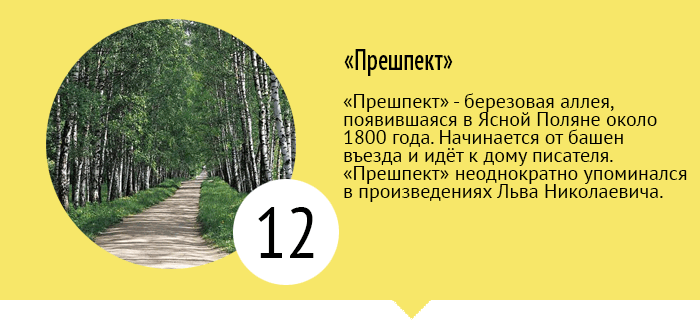 «Прешпект»
«Прешпект» - березовая аллея,
появившаяся в Ясной Поляне около
1800 года. Начинается от башен
въезда и идёт к дому писателя.
«Прешпект» неоднократно упоминался
в произведениях Льва Николаевича.
12